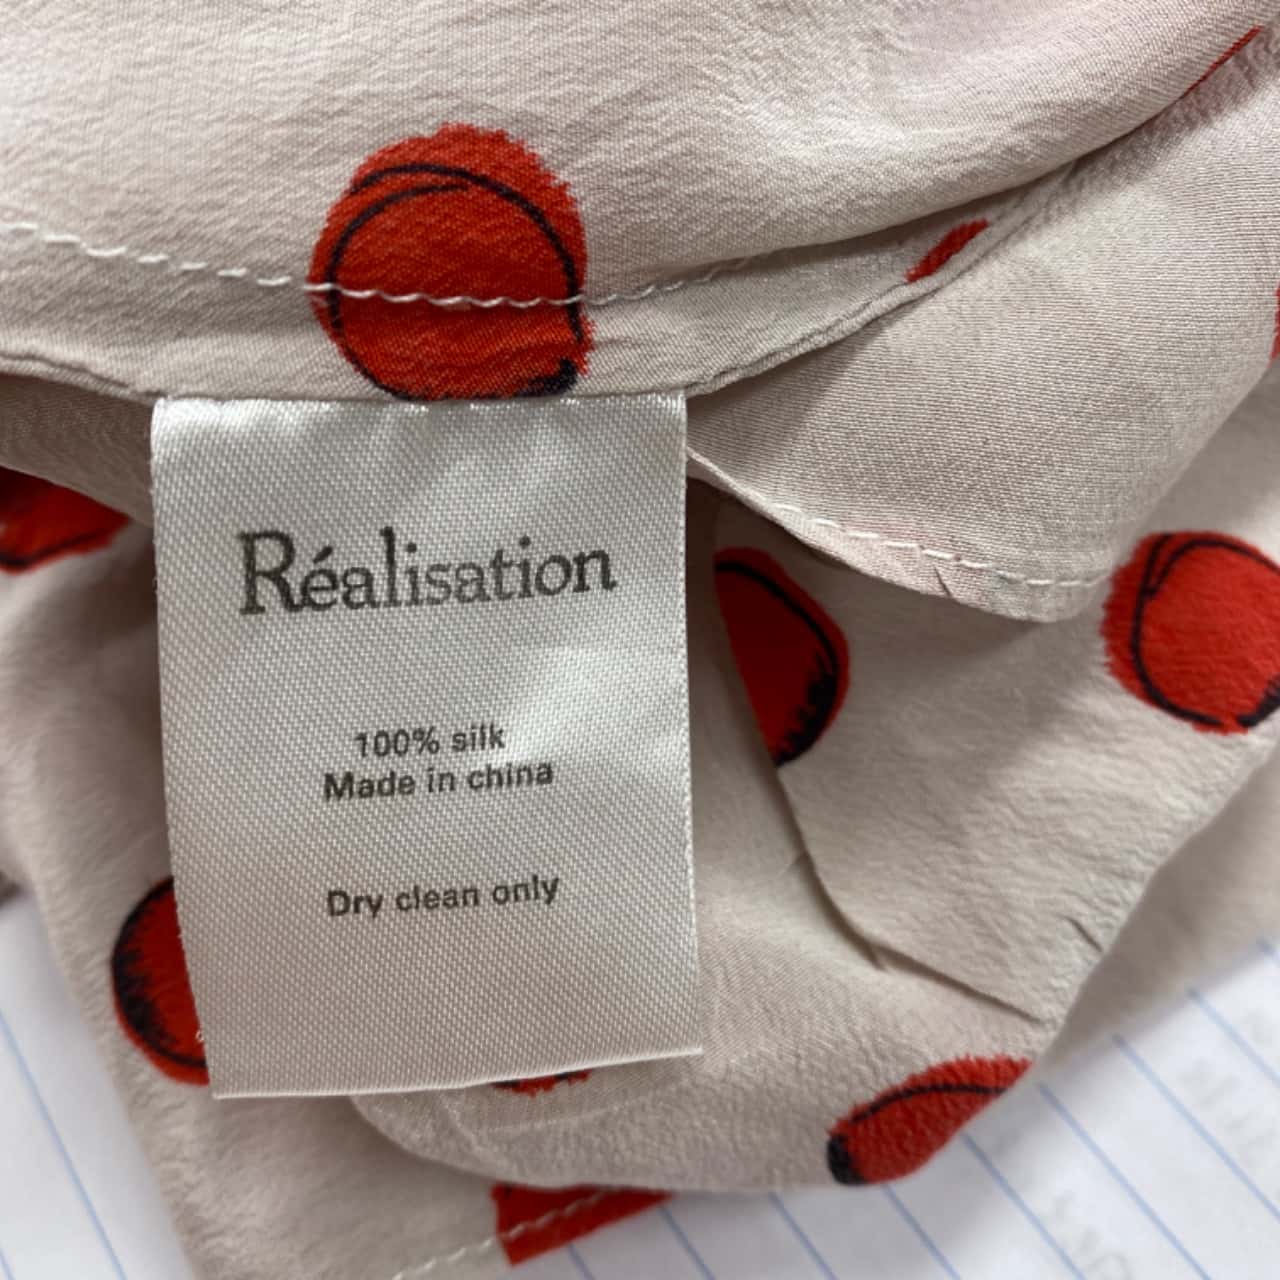 Réalisation
100% silk
Made in china
Dry clean only